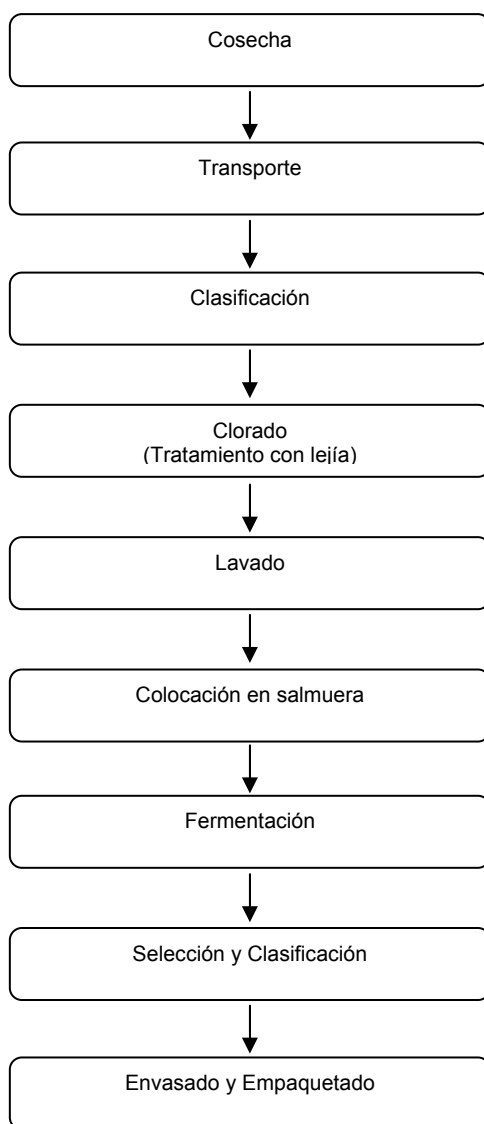 Cosecha
Transporte
Clasificación
Clorado
(Tratamiento con lejía)
Lavado
Colocación en salmuera
Fermentación
Selección y Clasificación
Envasado y Empaquetado